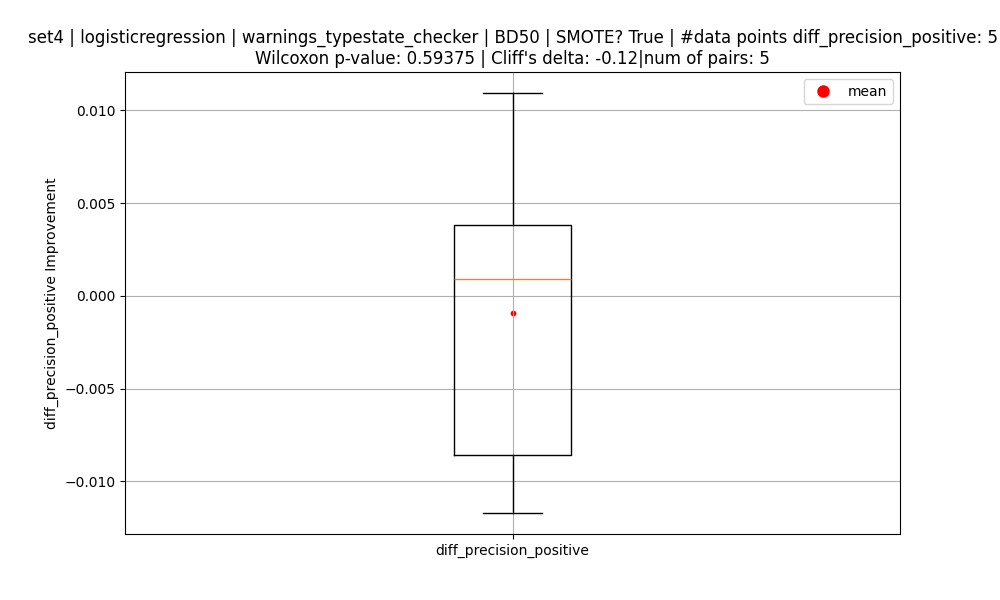 set4 | logisticregression | warnings_typestate_checker | BD50 | SMOTE? True | #data points diff_precision_positive: 5
Wilcoxon p-value: 0.59375 | Cliff's delta: -0.12|num of pairs: 5
mean
0.010
0.005
0.000
−0.005
−0.010
diff_precision_positive Improvement
diff_precision_positive